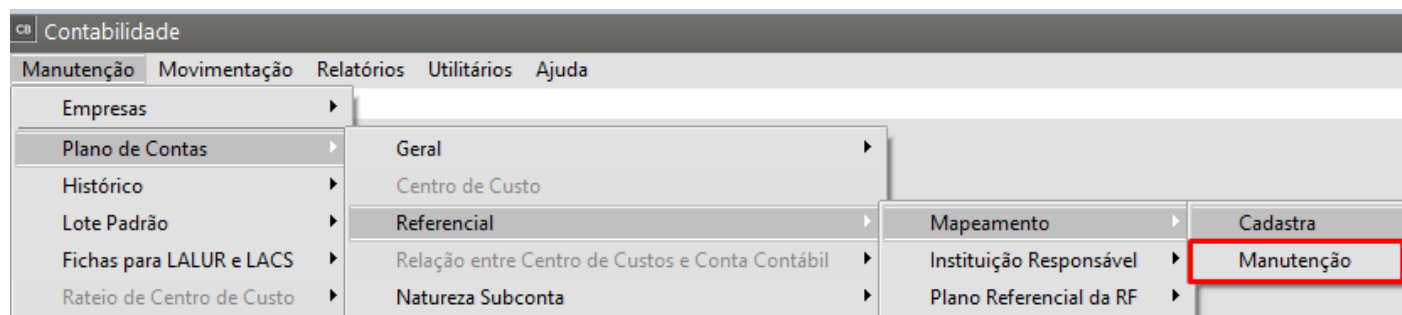 CB Contabilidade
Manutenção Movimentação Relatórios Utilitários Ajuda
Empresas
Plano de Contas Geral
Histórico Centro de Custo
Lote Padrão Referencial Mapeamento Cadastra
Fichas para LALUR e LACS Relação entre Centro de Custos e Conta Contábil Instituição Responsável Manutenção
Rateio de Centro de Custo Natureza Subconta Plano Referencial da RF